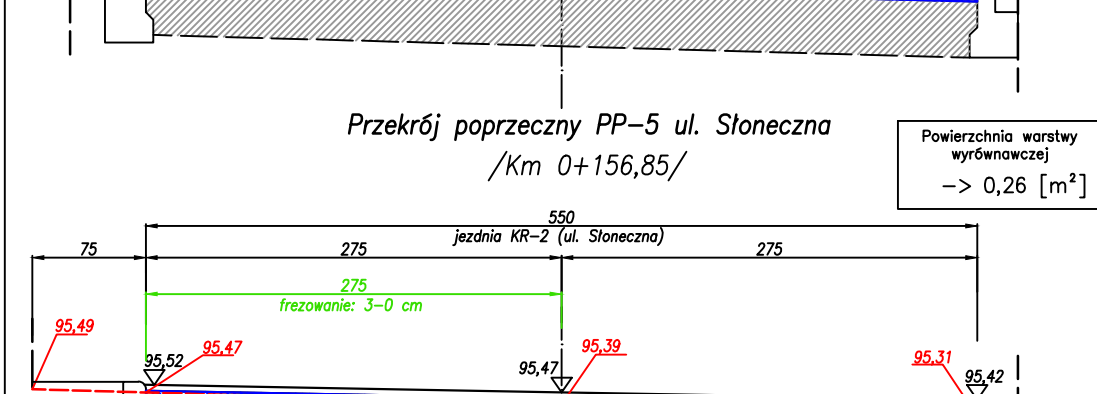 Przekrój poprzeczny PP-5 ul. Słoneczna
/Km 0+156,85/
Powierzchnia warstwy
wyrównawczej
-> 0,26 [m²]
550
jezdnia KR-2 (ul. Słoneczna)
75
275
275
275
frezowanie: 3-0 cm
95,49
95,52
95,47
95,47
95,39
95,31
95,42